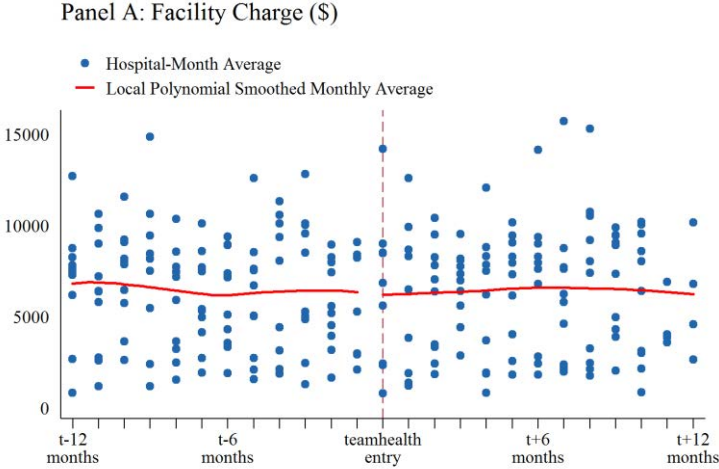 Panel A: Facility Charge ($)
Hospital-Month Average
Local Polynomial Smoothed Monthly Average
15000
10000
5000
0
t-12 months
t-6 months
teamhealth entry
t+6 months
t+12 months